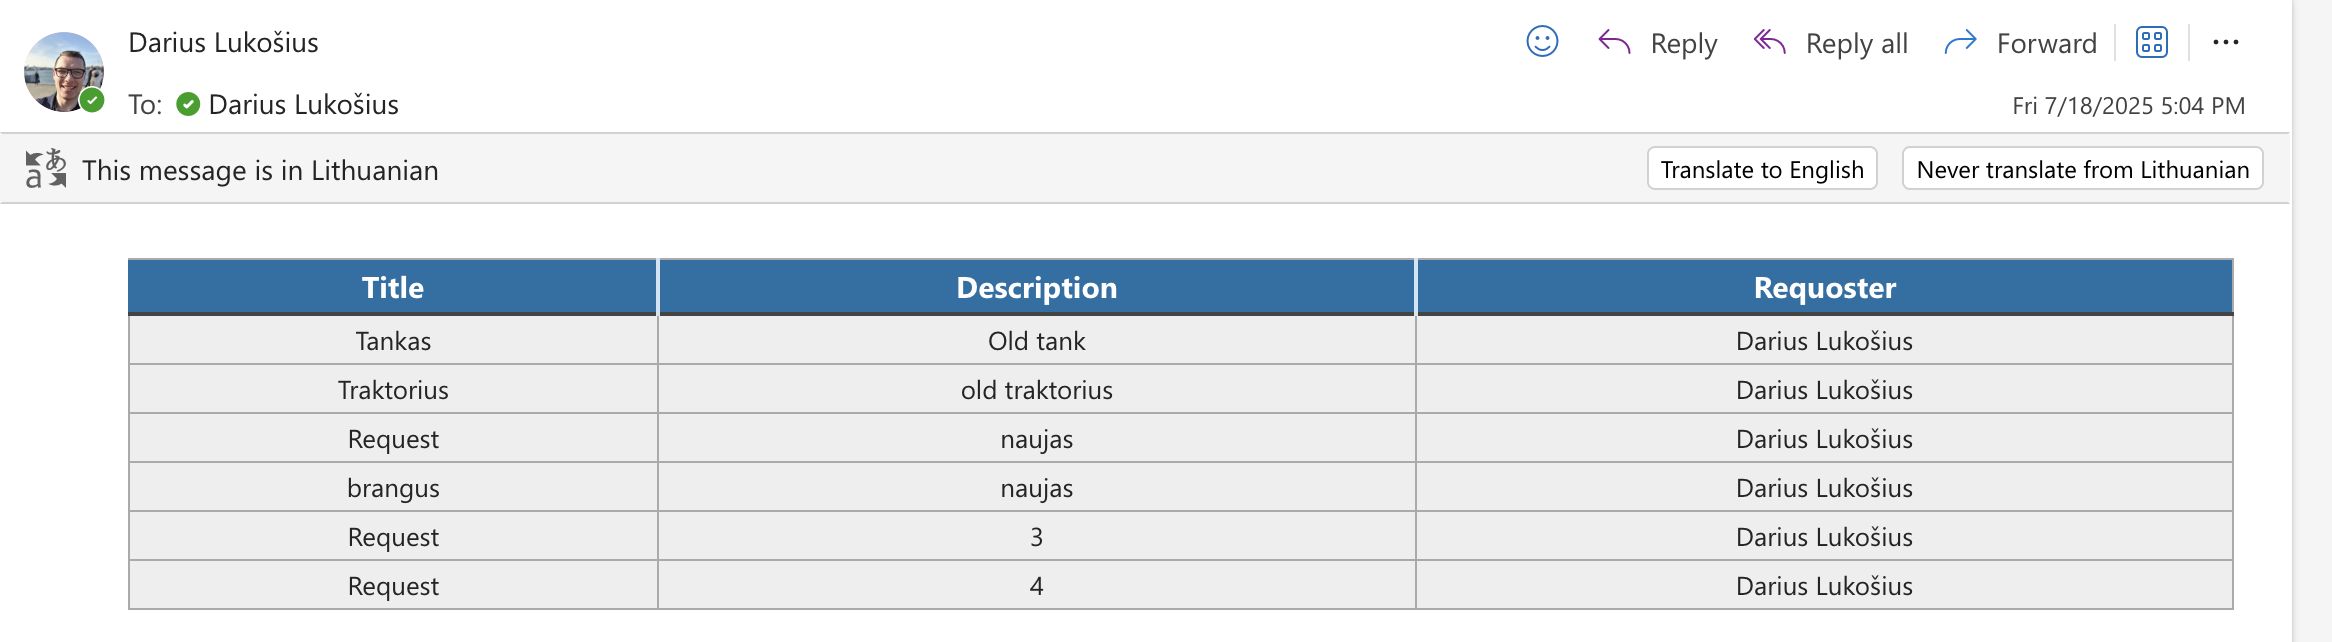 Darius Lukošius
Reply
Reply all
Forward
To: Darius Lukošius
Fri 7/18/2025 5:04 PM
This message is in Lithuanian
Translate to English
Never translate from Lithuanian
Title Description Requoster
Tankas Old tank Darius Lukošius
Traktorius old traktorius Darius Lukošius
Request naujas Darius Lukošius
brangus naujas Darius Lukošius
Request 3 Darius Lukošius
Request 4 Darius Lukošius